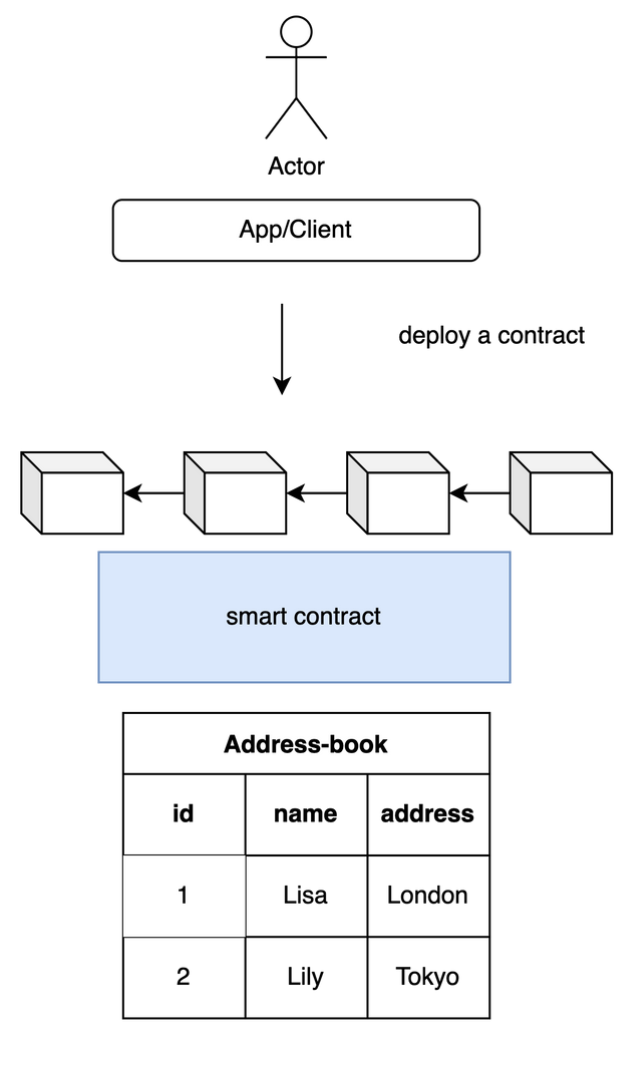 Actor
App/Client
deploy a contract
smart contract
Address-book
id name address
1 Lisa London
2 Lily Tokyo